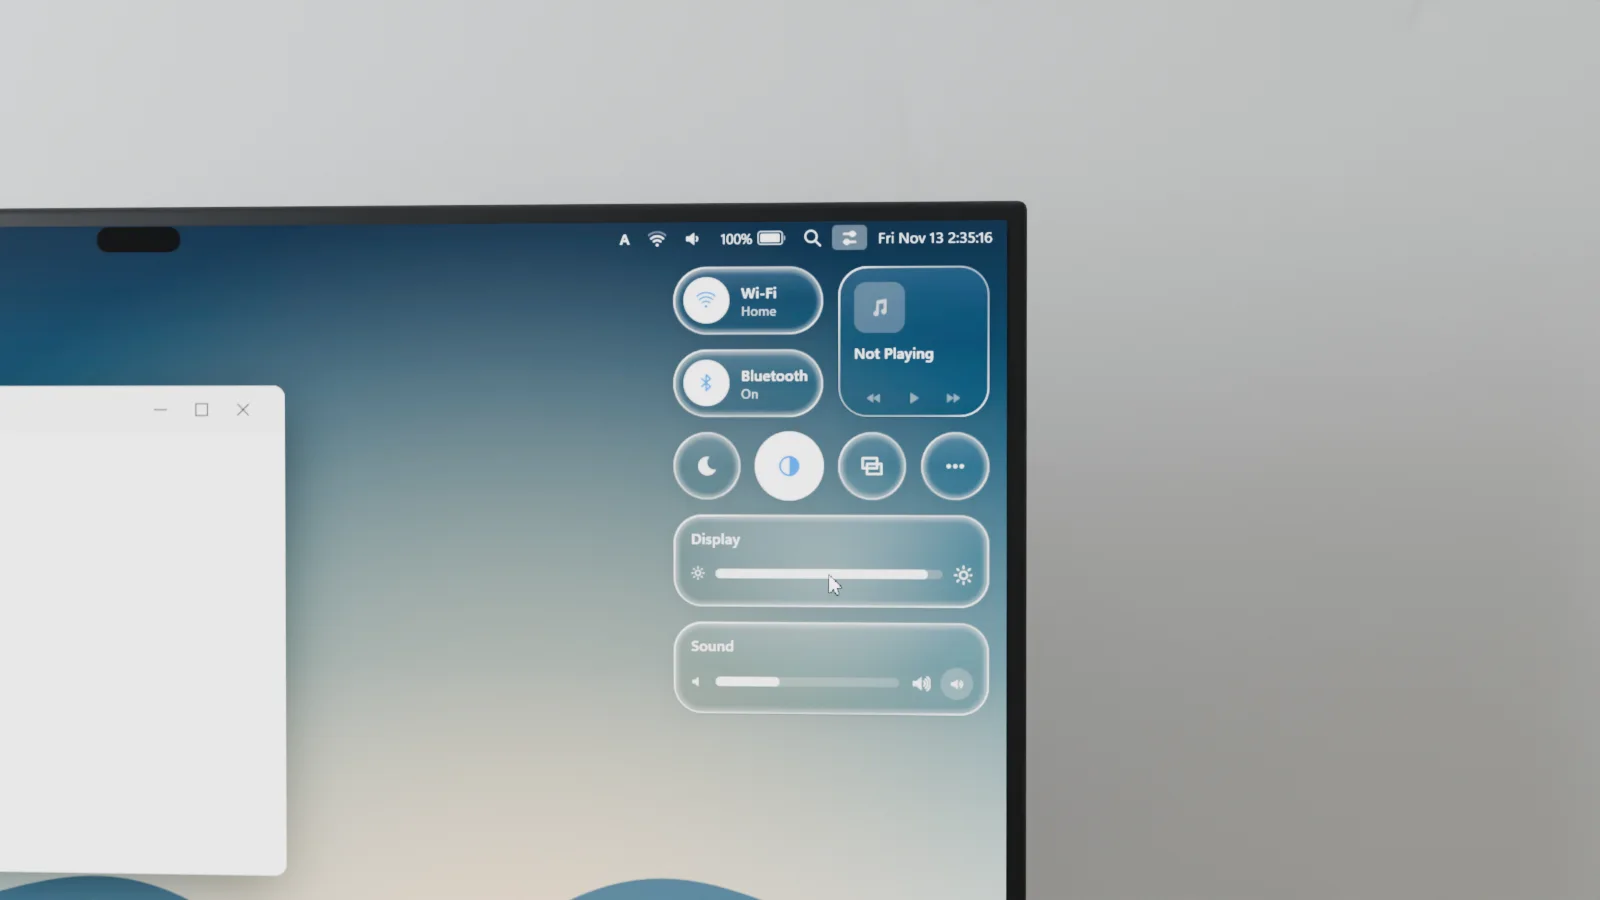 A
100%
Fri Nov 13 2:35:16
Wi-Fi
Home
Not Playing
Bluetooth
On
Display
Sound